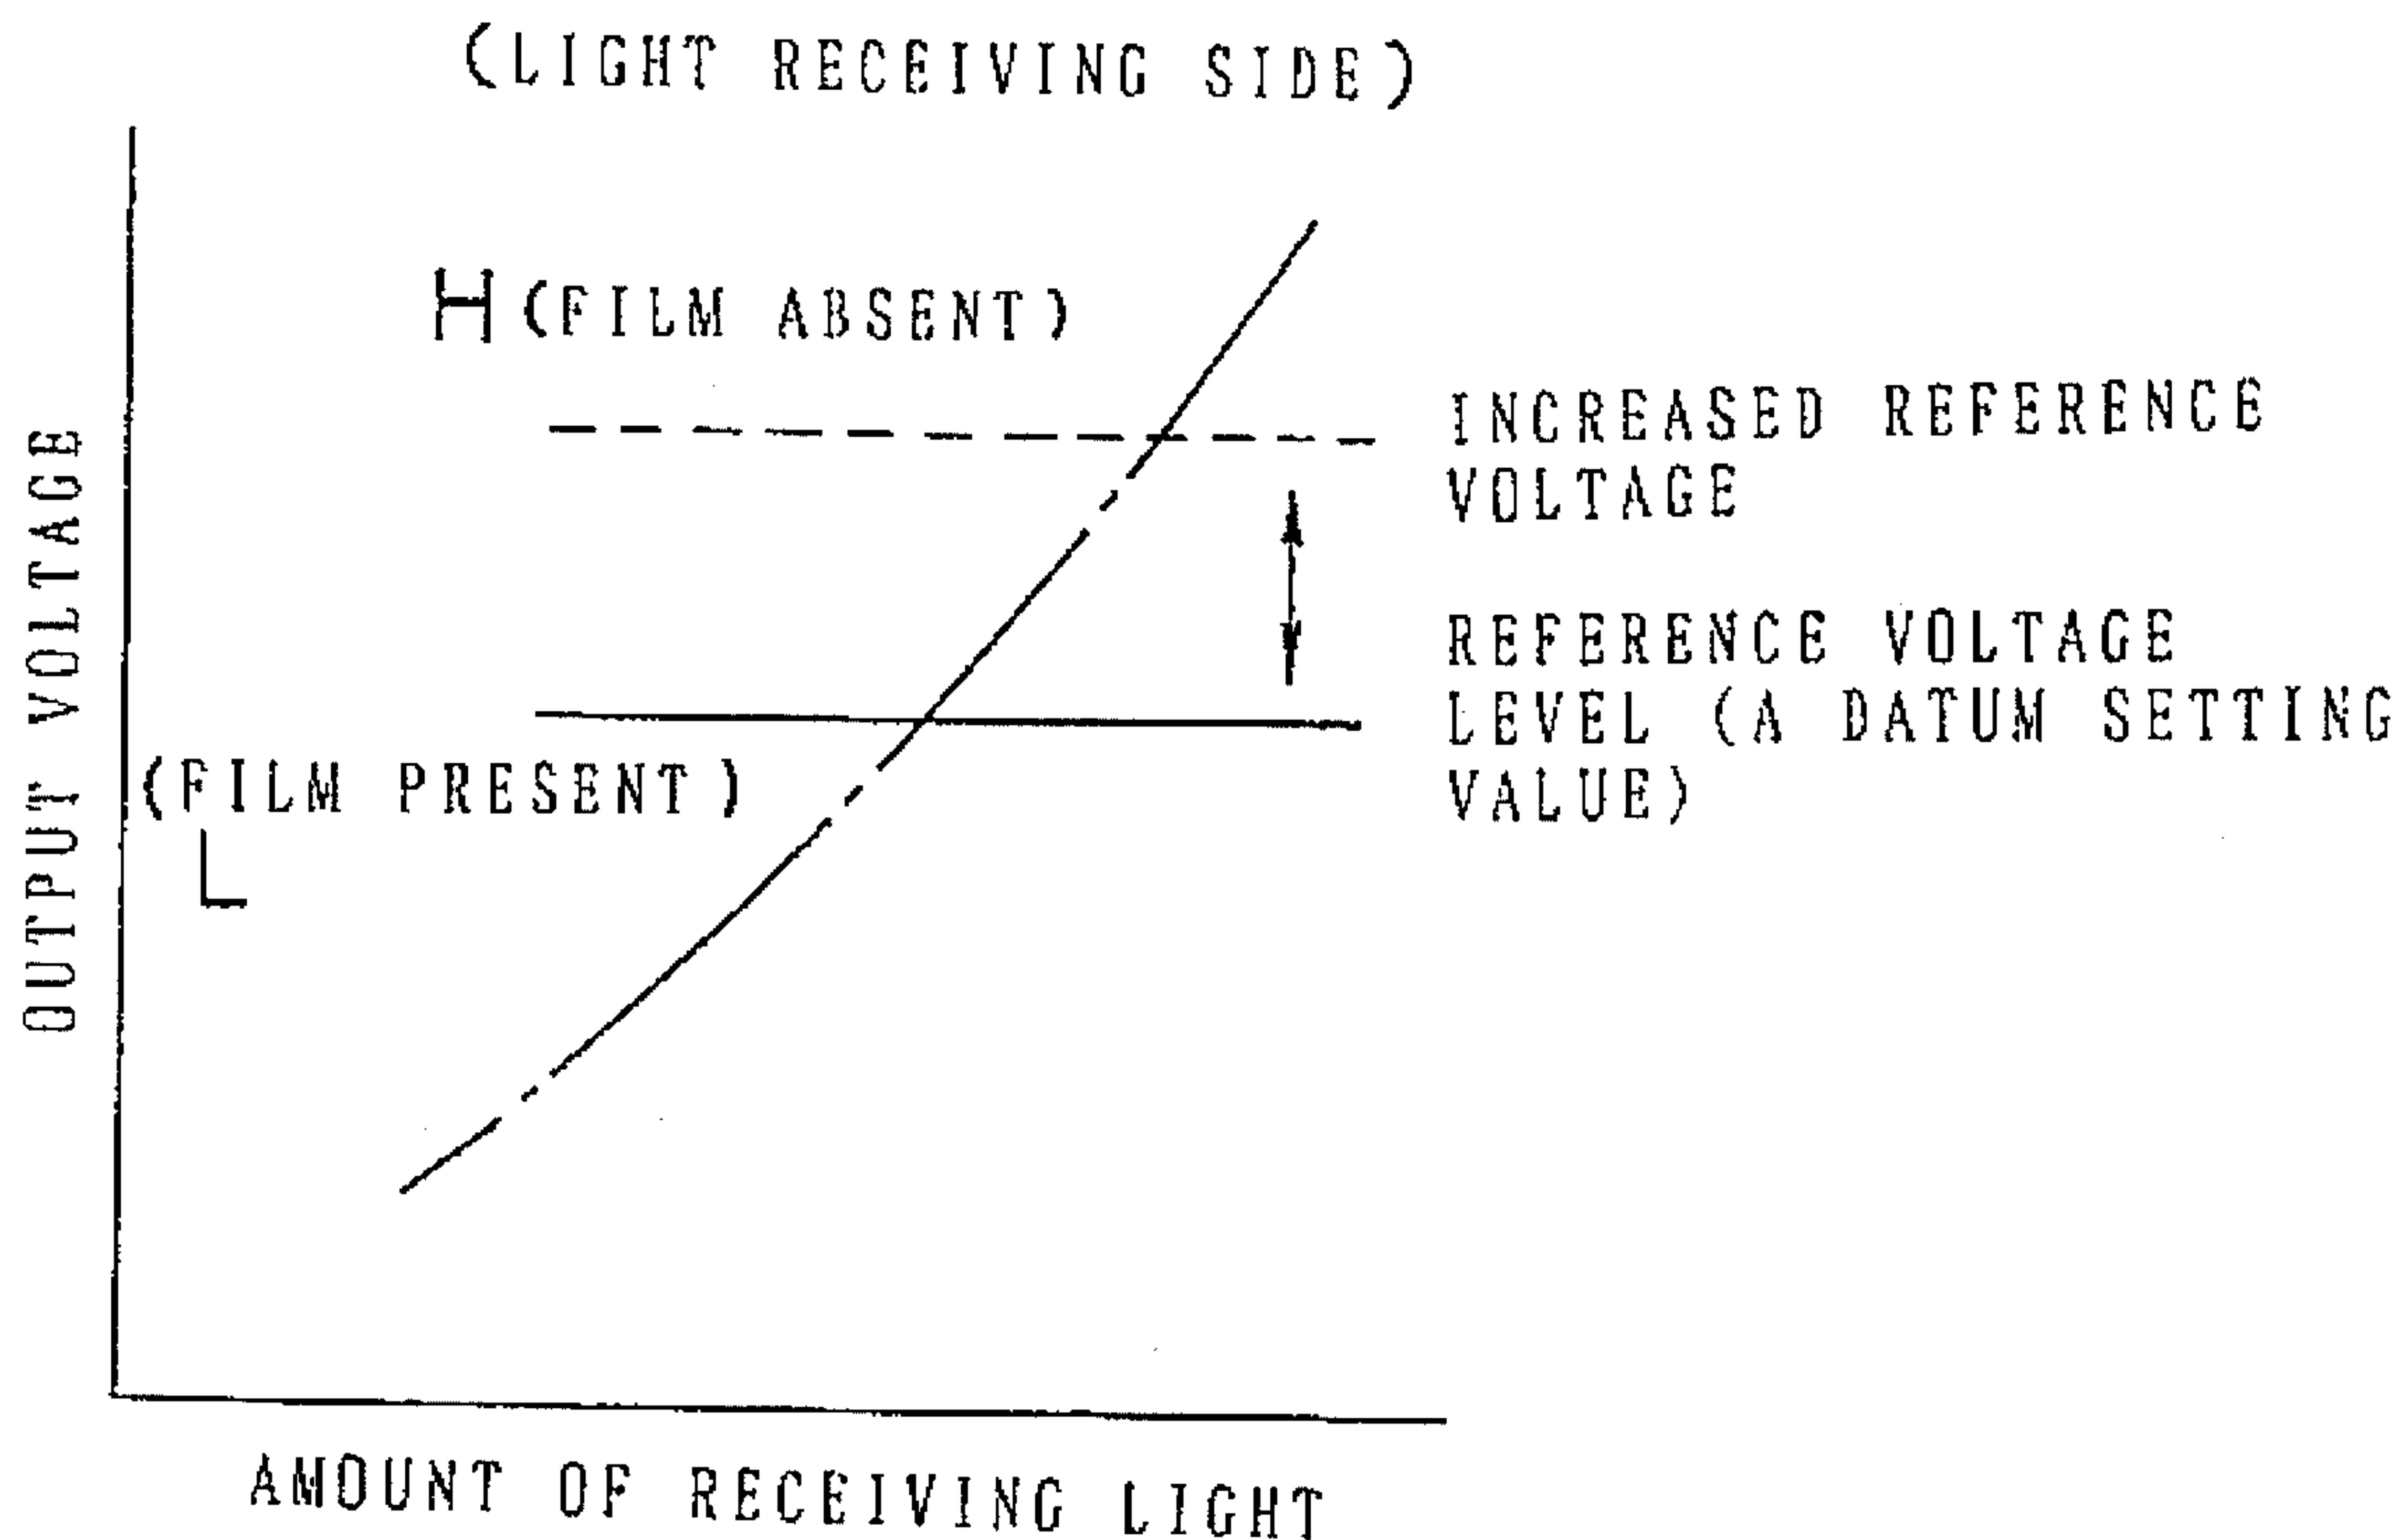 (LIGHT RECEIVING SIDE)
H (FILM ABSENT)
INCREASED REFERENCE
VOLTAGE
REFERENCE VOLTAGE
LEVEL (A DATUM SETTING
VALUE)
(FILM PRESENT)
L
OUTPUT VOLTAGE
AMOUNT OF RECEIVING LIGHT